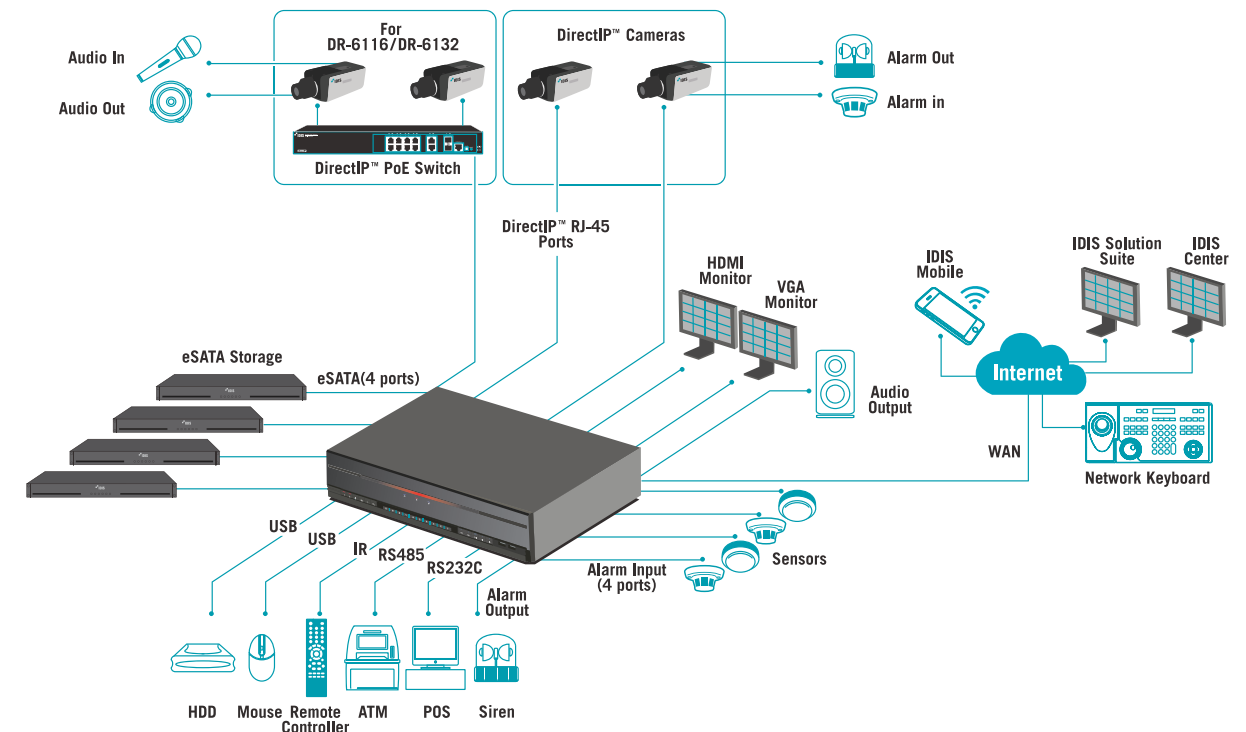 For
DR-6116/DR-6132
DirectIP™ Cameras
Audio In
Audio Out
Alarm Out
Alarm in
DirectIP™ PoE Switch
DirectIP™ RJ-45
Ports
HDMI
Monitor
VGA
Monitor
IDIS
Mobile
IDIS Solution
Suite
IDIS
Center
eSATA Storage
eSATA(4 ports)
Internet
Audio
Output
WAN
Network Keyboard
USB
USB
IR
RS485
RS232C
Alarm
Output
Alarm Input
(4 ports)
Sensors
HDD
Mouse
Remote
Controller
ATM
POS
Siren